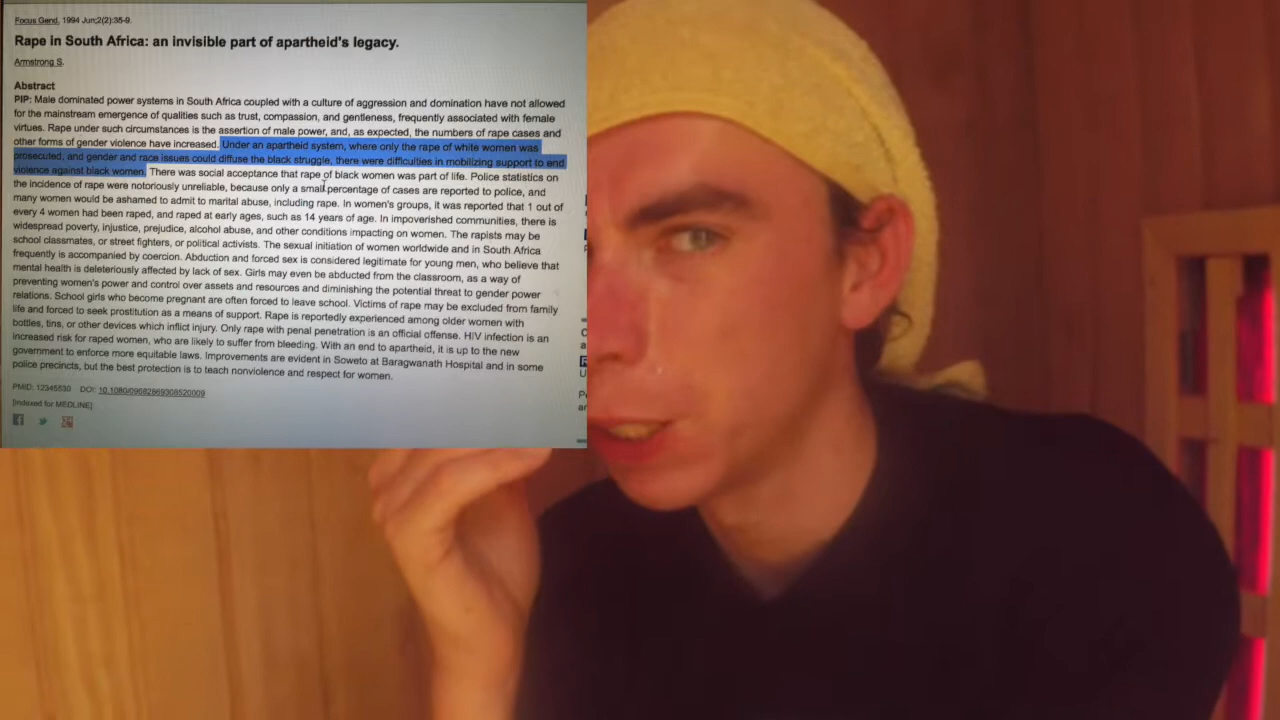 Focus Gend. 1994 Jun;2(2):35-9.
Rape in South Africa: an invisible part of apartheid's legacy.
Armstrong S.
Abstract
PIP: Male dominated power systems in South Africa coupled with a culture of aggression and domination have not allowed
for the mainstream emergence of qualities such as trust, compassion, and gentleness, frequently associated with female
virtues. Rape under such circumstances is the assertion of male power, and, as expected, the numbers of rape cases and
other forms of gender violence have increased. Under an apartheid system, where only the rape of white women was
prosecuted, and gender and race issues could diffuse the black struggle, there were difficulties in mobilizing support to end
violence against black women. There was social acceptance that rape of black women was part of life. Police statistics on
the incidence of rape were notoriously unreliable, because only a small percentage of cases are reported to police, and
many women would be ashamed to admit to marital abuse, including rape. In women's groups, it was reported that 1 out of
every 4 women had been raped, and raped at early ages, such as 14 years of age. In impoverished communities, there is
widespread poverty, injustice, prejudice, alcohol abuse, and other conditions impacting on women. The rapists may be
school classmates, or street fighters, or political activists. The sexual initiation of women worldwide and in South Africa
frequently is accompanied by coercion. Abduction and forced sex is considered legitimate for young men, who believe that
mental health is deleteriously affected by lack of sex. Girls may even be abducted from the classroom, as a way of
preventing women's power and control over assets and resources and diminishing the potential threat to gender power
relations. School girls who become pregnant are often forced to leave school. Victims of rape may be excluded from family
life and forced to seek prostitution as a means of support. Rape is reportedly experienced among older women with
bottles, tins, or other devices which inflict injury. Only rape with penal penetration is an official offense. HIV infection is an
increased risk for raped women, who are likely to suffer from bleeding. With an end to apartheid, it is up to the new
government to enforce more equitable laws. Improvements are evident in Soweto at Baragwanath Hospital and in some
police precincts, but the best protection is to teach nonviolence and respect for women.
PMID: 12345530 DOI: 10.1080/09682869308520009
[Indexed for MEDLINE]